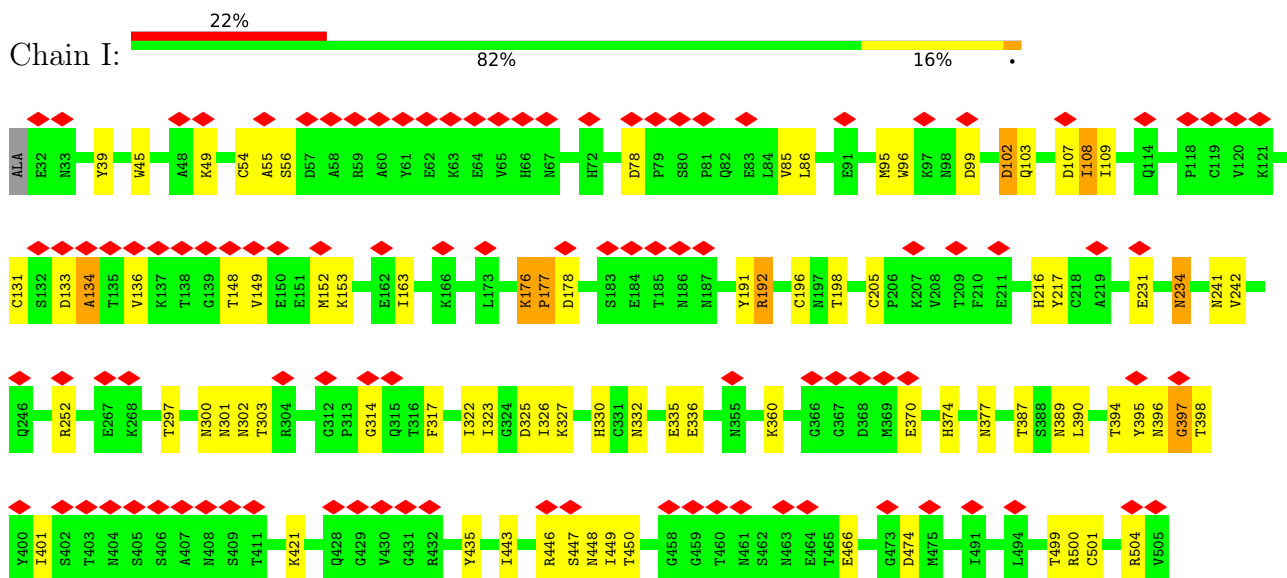 22%
Chain I:
82% 16% •
ALA E32 N33 Y39 W45 A48 K49 C54 A55 S56 D57 A58 R59 A60 Y61 E62 K63 E64 V65 H66 N67 H72 D78 P79 S80 P81 Q82 E83 L84 V85 L86 E91 M95 W96 K97 N98 D99 D102 Q103 D107 I108 I109 Q114 P118 C119 V120 K121
C131 S132 D133 A134 T135 V136 K137 T138 G139 T148 V149 E150 E151 M152 K153 E162 I163 K166 L173 K176 P177 D178 S183 E184 T185 N186 N187 Y191 R192 C196 N197 T198 C205 P206 K207 V208 T209 F210 E211 H216 Y217 C218 A219 E231 N234 N241 V242
Q246 R252 E267 K268 T297 N300 N301 N302 T303 R304 G312 P313 G314 Q315 T316 F317 I322 I323 G324 D325 I326 K327 H330 C331 N332 E335 E336 N355 K360 G366 G367 D368 M369 E370 H374 N377 T387 S388 N389 L390 T394 Y395 N396 G397 T398
Y400 I401 S402 T403 N404 S405 S406 A407 N408 S409 T411 K421 Q428 G429 V430 G431 R432 Y435 I443 R446 S447 N448 I449 T450 G458 G459 T460 N461 S462 N463 E464 T465 E466 G473 D474 M475 I491 L494 T499 R500 C501 R504 V505